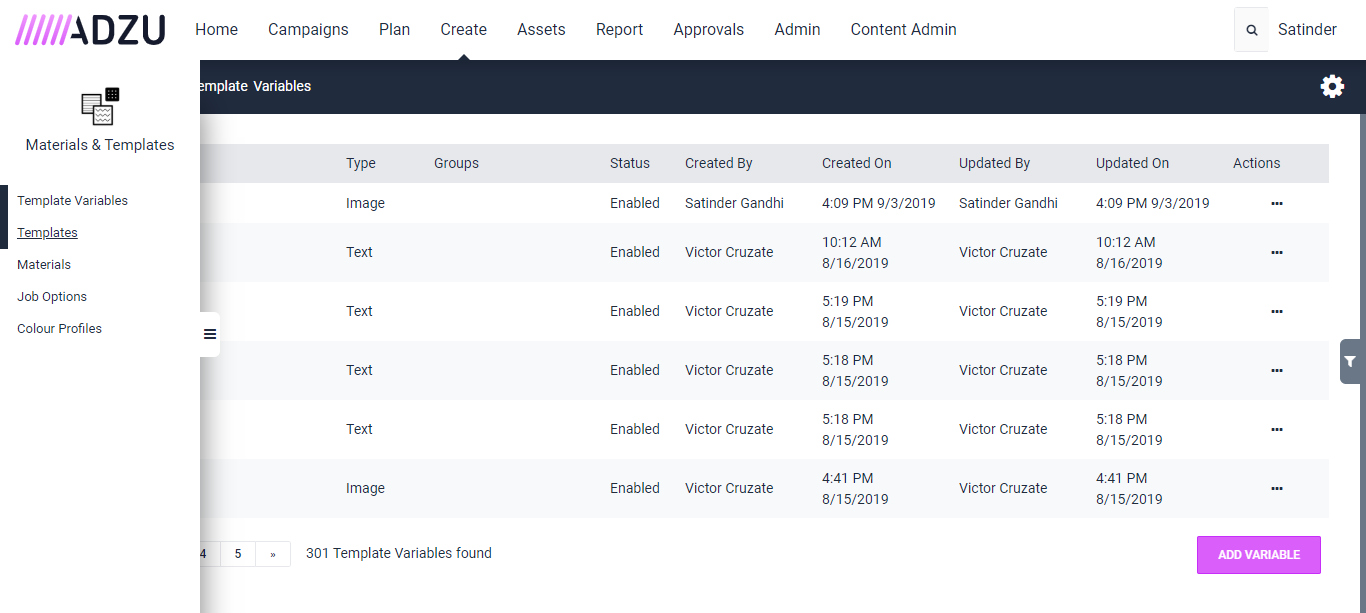 ADZU Home Campaigns Plan Create Assets Report Approvals Admin Content Admin Satinder
emplate Variables
Materials & Templates
Template Variables
Templates
Materials
Job Options
Colour Profiles
Type Groups Status Created By Created On Updated By Updated On Actions
Image Enabled Satinder Gandhi 4:09 PM 9/3/2019 Satinder Gandhi 4:09 PM 9/3/2019 ...
Text Enabled Victor Cruzate 10:12 AM 8/16/2019 Victor Cruzate 10:12 AM 8/16/2019 ...
Text Enabled Victor Cruzate 5:19 PM 8/15/2019 Victor Cruzate 5:19 PM 8/15/2019 ...
Text Enabled Victor Cruzate 5:18 PM 8/15/2019 Victor Cruzate 5:18 PM 8/15/2019 ...
Text Enabled Victor Cruzate 5:18 PM 8/15/2019 Victor Cruzate 5:18 PM 8/15/2019 ...
Image Enabled Victor Cruzate 4:41 PM 8/15/2019 Victor Cruzate 4:41 PM 8/15/2019 ...
4 5 » 301 Template Variables found ADD VARIABLE